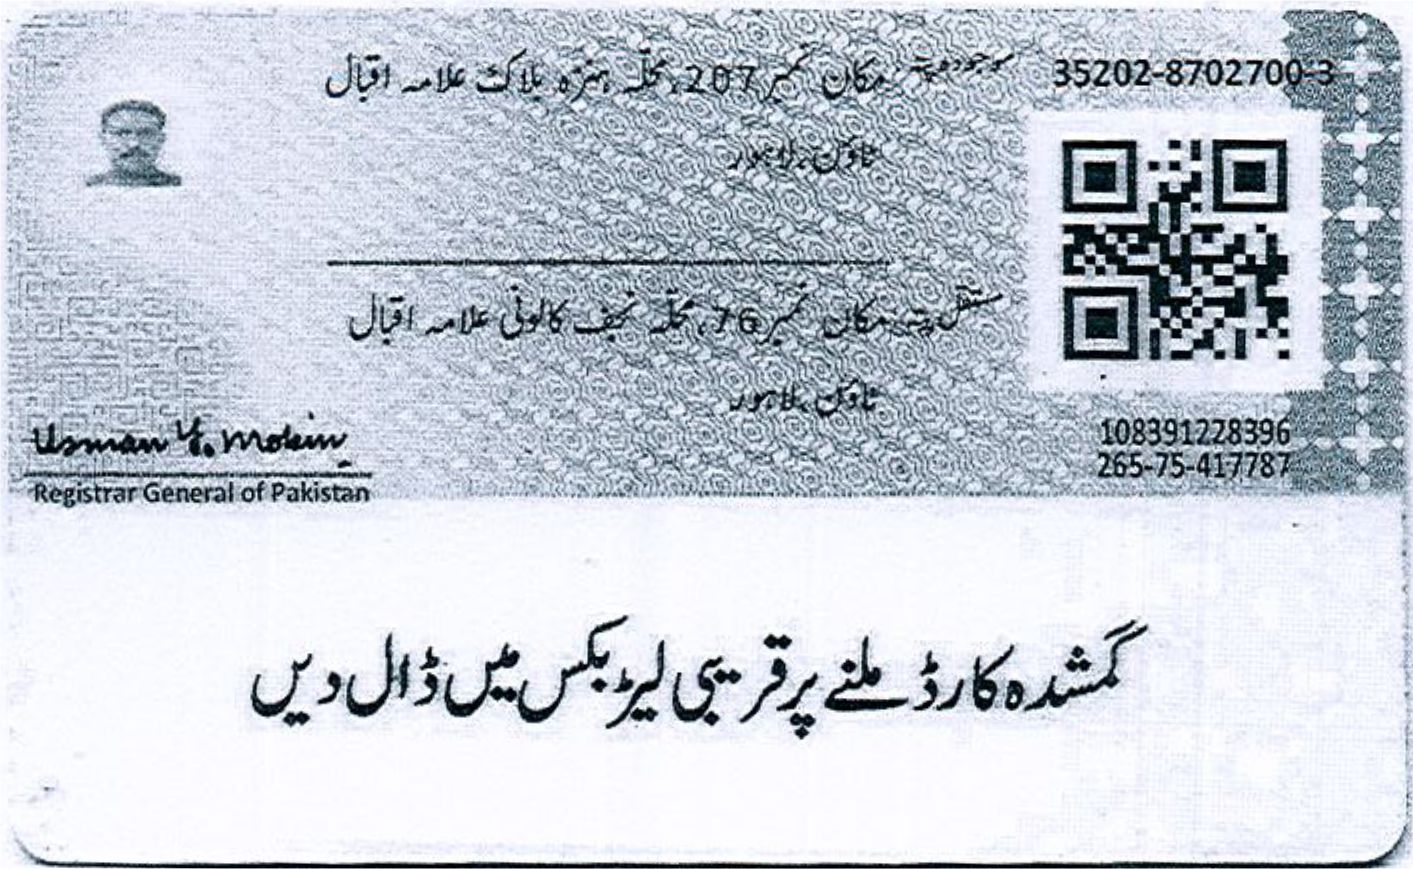 35202-8702700-3
موجودہ پتہ: مکان نمبر 207، محلہ ہنزہ بلاک علامہ اقبال
ٹاؤن، لاہور
مستقل پتہ: مکان نمبر 76، محلہ نجف کالونی علامہ اقبال
ٹاؤن، لاہور
108391228396
265-75-417787
Usman Y. Mobin
Registrar General of Pakistan
گمشدہ کارڈ ملنے پر قریبی لیٹر بکس میں ڈال دیں